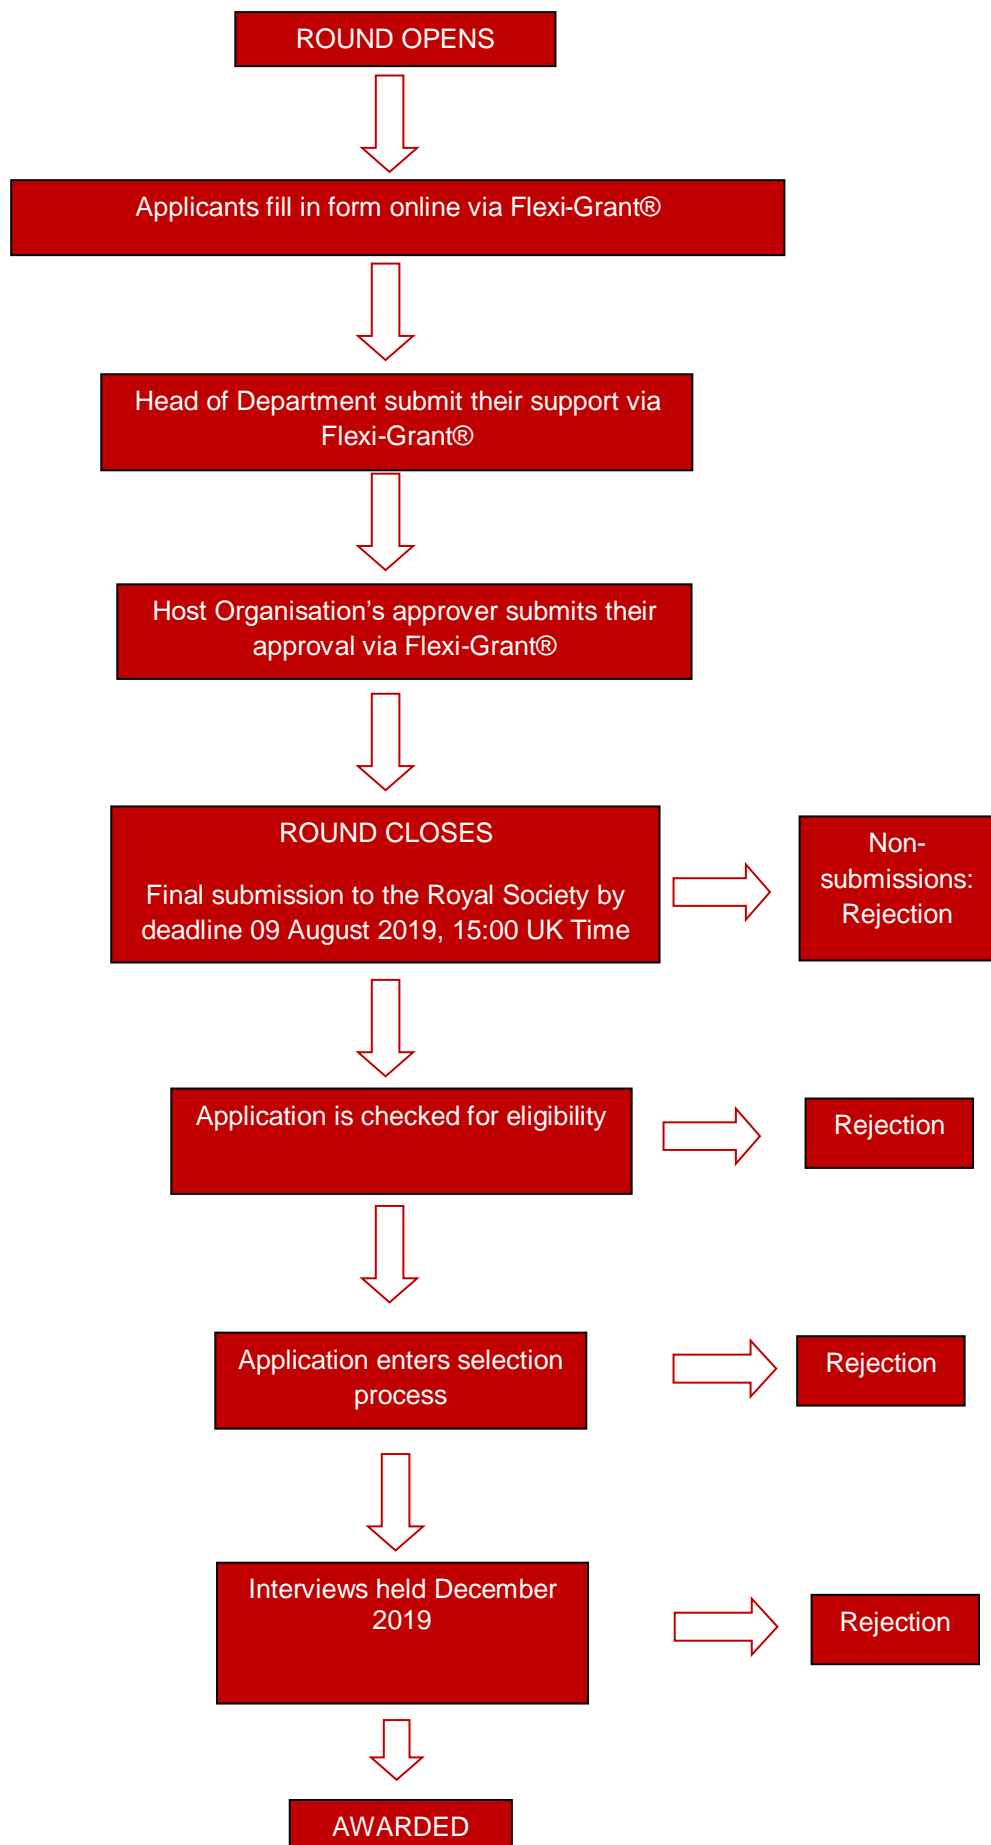 ROUND OPENS
Applicants fill in form online via Flexi-Grant®
Head of Department submit their support via
Flexi-Grant®
Host Organisation’s approver submits their
approval via Flexi-Grant®
ROUND CLOSES
Final submission to the Royal Society by
deadline 09 August 2019, 15:00 UK Time
Non-
submissions:
Rejection
Application is checked for eligibility
Rejection
Application enters selection
process
Rejection
Interviews held December
2019
Rejection
AWARDED